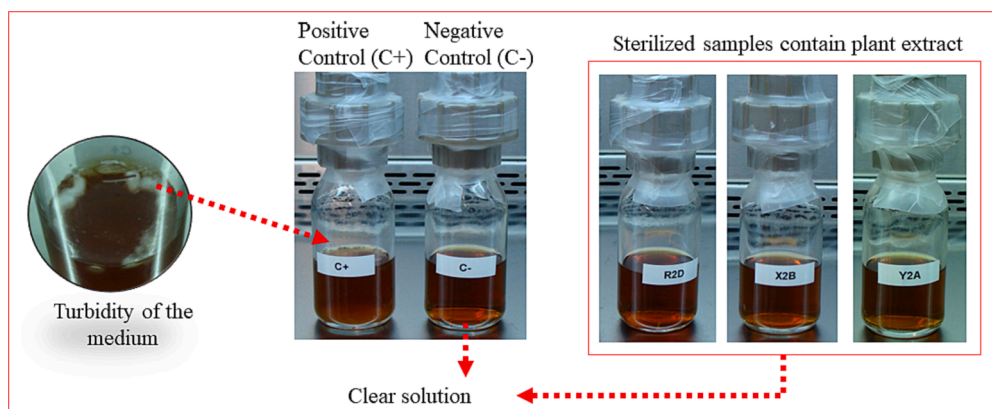 Positive
Control (C+)
Negative
Control (C-)
Sterilized samples contain plant extract
C+
C-
R2D
X2B
Y2A
Turbidity of the
medium
Clear solution